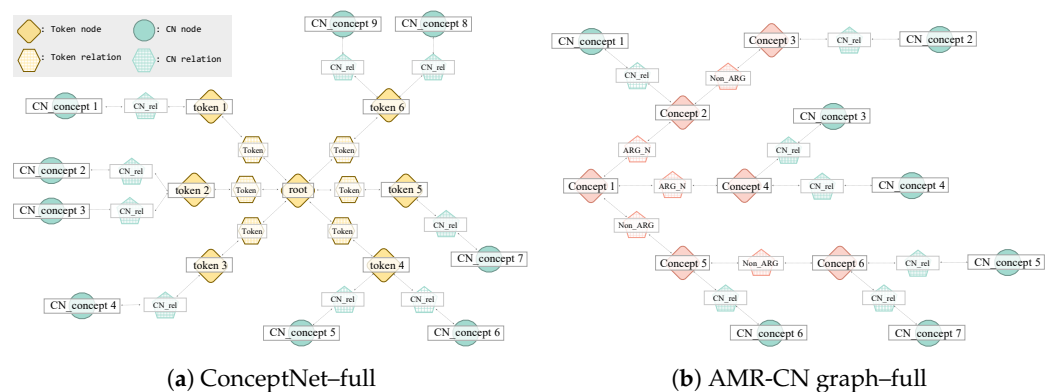 : Token node
: CN node
: Token relation
: CN relation
CN_concept 9
CN_concept 8
CN_rel
CN_rel
CN_concept 1
CN_rel
token 1
token 6
Token
Token
CN_concept 2
CN_rel
token 2
Token
root
Token
token 5
CN_concept 3
CN_rel
CN_rel
Token
Token
CN_concept 7
token 3
token 4
CN_concept 4
CN_rel
CN_rel
CN_rel
CN_concept 5
CN_concept 6
(a) ConceptNet–full
CN_concept 1
Concept 3
CN_rel
CN_concept 2
CN_rel
Non_ARG
Concept 2
CN_concept 3
ARG_N
CN_rel
Concept 1
ARG_N
Concept 4
CN_rel
CN_concept 4
Non_ARG
Concept 5
Non_ARG
Concept 6
CN_rel
CN_concept 5
CN_rel
CN_rel
CN_concept 6
CN_concept 7
(b) AMR-CN graph–full